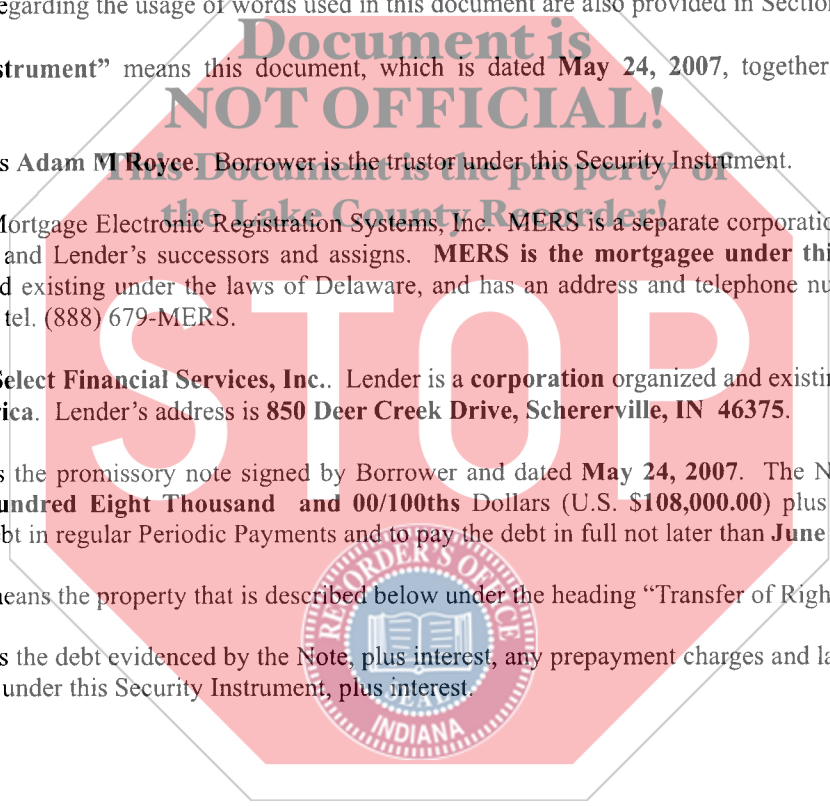 egarding the usage of words used in this document are also provided in Section
Document is
strument” means this document, which is dated May 24, 2007, together
NOT OFFICIAL!
s Adam M Royce. Borrower is the trustor under this Security Instrument.
This Document is the property of
the Lake County Recorder!
Mortgage Electronic Registration Systems, Inc. MERS is a separate corporatio
and Lender’s successors and assigns. MERS is the mortgagee under thi
d existing under the laws of Delaware, and has an address and telephone nu
tel. (888) 679-MERS.
STOP
Select Financial Services, Inc.. Lender is a corporation organized and existin
rica. Lender’s address is 850 Deer Creek Drive, Schererville, IN 46375.
s the promissory note signed by Borrower and dated May 24, 2007. The N
undred Eight Thousand and 00/100ths Dollars (U.S. $108,000.00) plus
bt in regular Periodic Payments and to pay the debt in full not later than June
neans the property that is described below under the heading “Transfer of Righ
s the debt evidenced by the Note, plus interest, any prepayment charges and la
under this Security Instrument, plus interest.
RECORDER'S OFFICE
SEAL
INDIANA